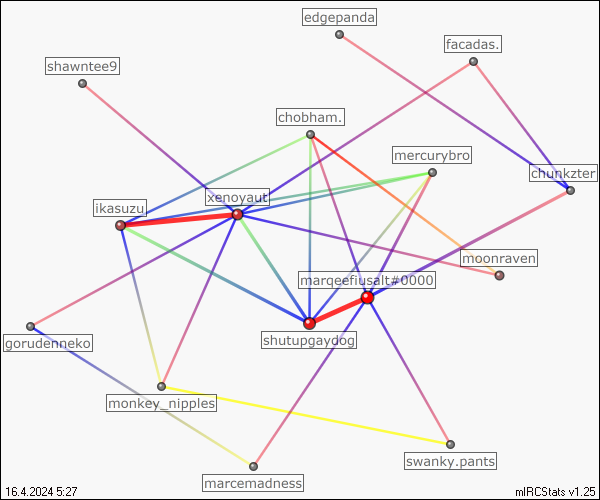 edgepanda
facadas.
shawntee9
chobham.
mercurybro
chunkzter
xenoyaut
ikasuzu
moonraven
marqeefiusalt#0000
shutupgaydog
gorudenneko
monkey_nipples
swanky.pants
marcemadness
16.4.2024 5:27
mIRCStats v1.25